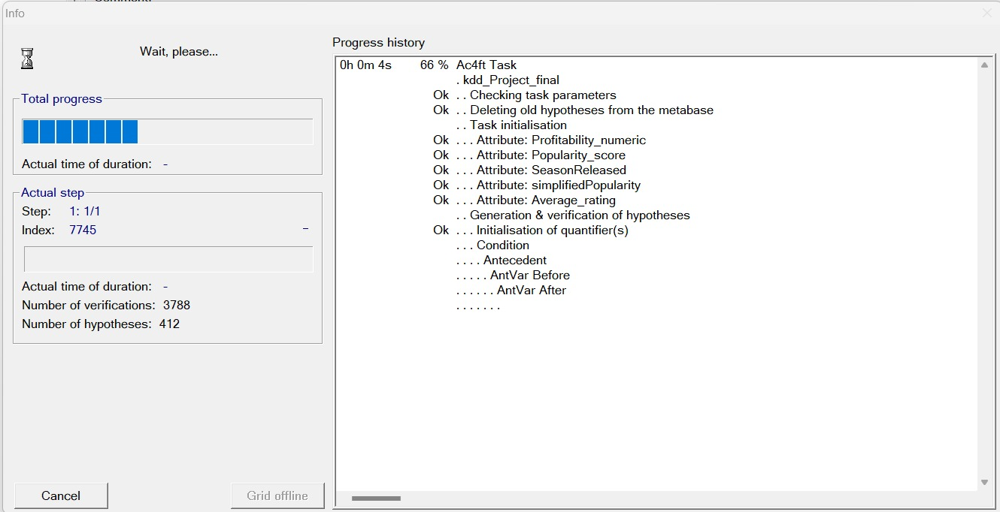 Info
Wait, please...
Total progress
Actual time of duration: -
Actual step
Step: 1: 1/1
Index: 7745 -
Actual time of duration: -
Number of verifications: 3788
Number of hypotheses: 412
Cancel
Grid offline
Progress history
0h 0m 4s 66 % Ac4ft Task
. kdd_Project_final
Ok . . Checking task parameters
Ok . . Deleting old hypotheses from the metabase
. . Task initialisation
Ok . . . Attribute: Profitability_numeric
Ok . . . Attribute: Popularity_score
Ok . . . Attribute: SeasonReleased
Ok . . . Attribute: simplifiedPopularity
Ok . . . Attribute: Average_rating
. . Generation & verification of hypotheses
Ok . . . Initialisation of quantifier(s)
. . . Condition
. . . . Antecedent
. . . . . AntVar Before
. . . . . . AntVar After
. . . . . . .